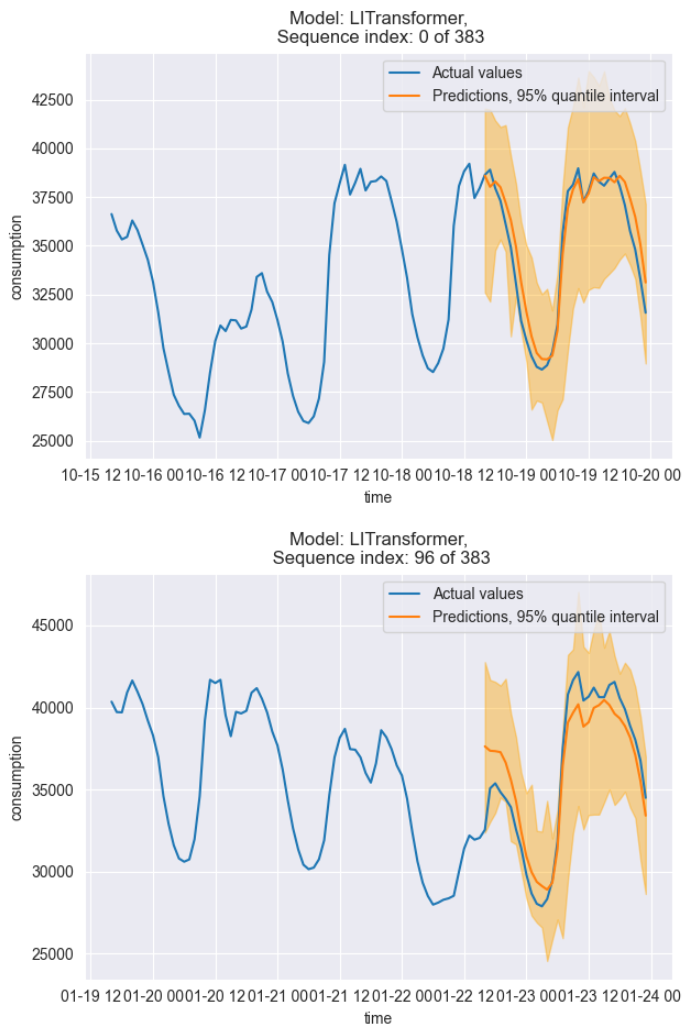 Model: LITransformer,
Sequence index: 0 of 383
Actual values
Predictions, 95% quantile interval
42500
40000
37500
35000
32500
30000
27500
25000
consumption
10-15 12 10-16 00 10-16 12 10-17 00 10-17 12 10-18 00 10-18 12 10-19 00 10-19 12 10-20 00
time
Model: LITransformer,
Sequence index: 96 of 383
Actual values
Predictions, 95% quantile interval
45000
40000
35000
30000
25000
consumption
01-19 12 01-20 00 01-20 12 01-21 00 01-21 12 01-22 00 01-22 12 01-23 00 01-23 12 01-24 00
time